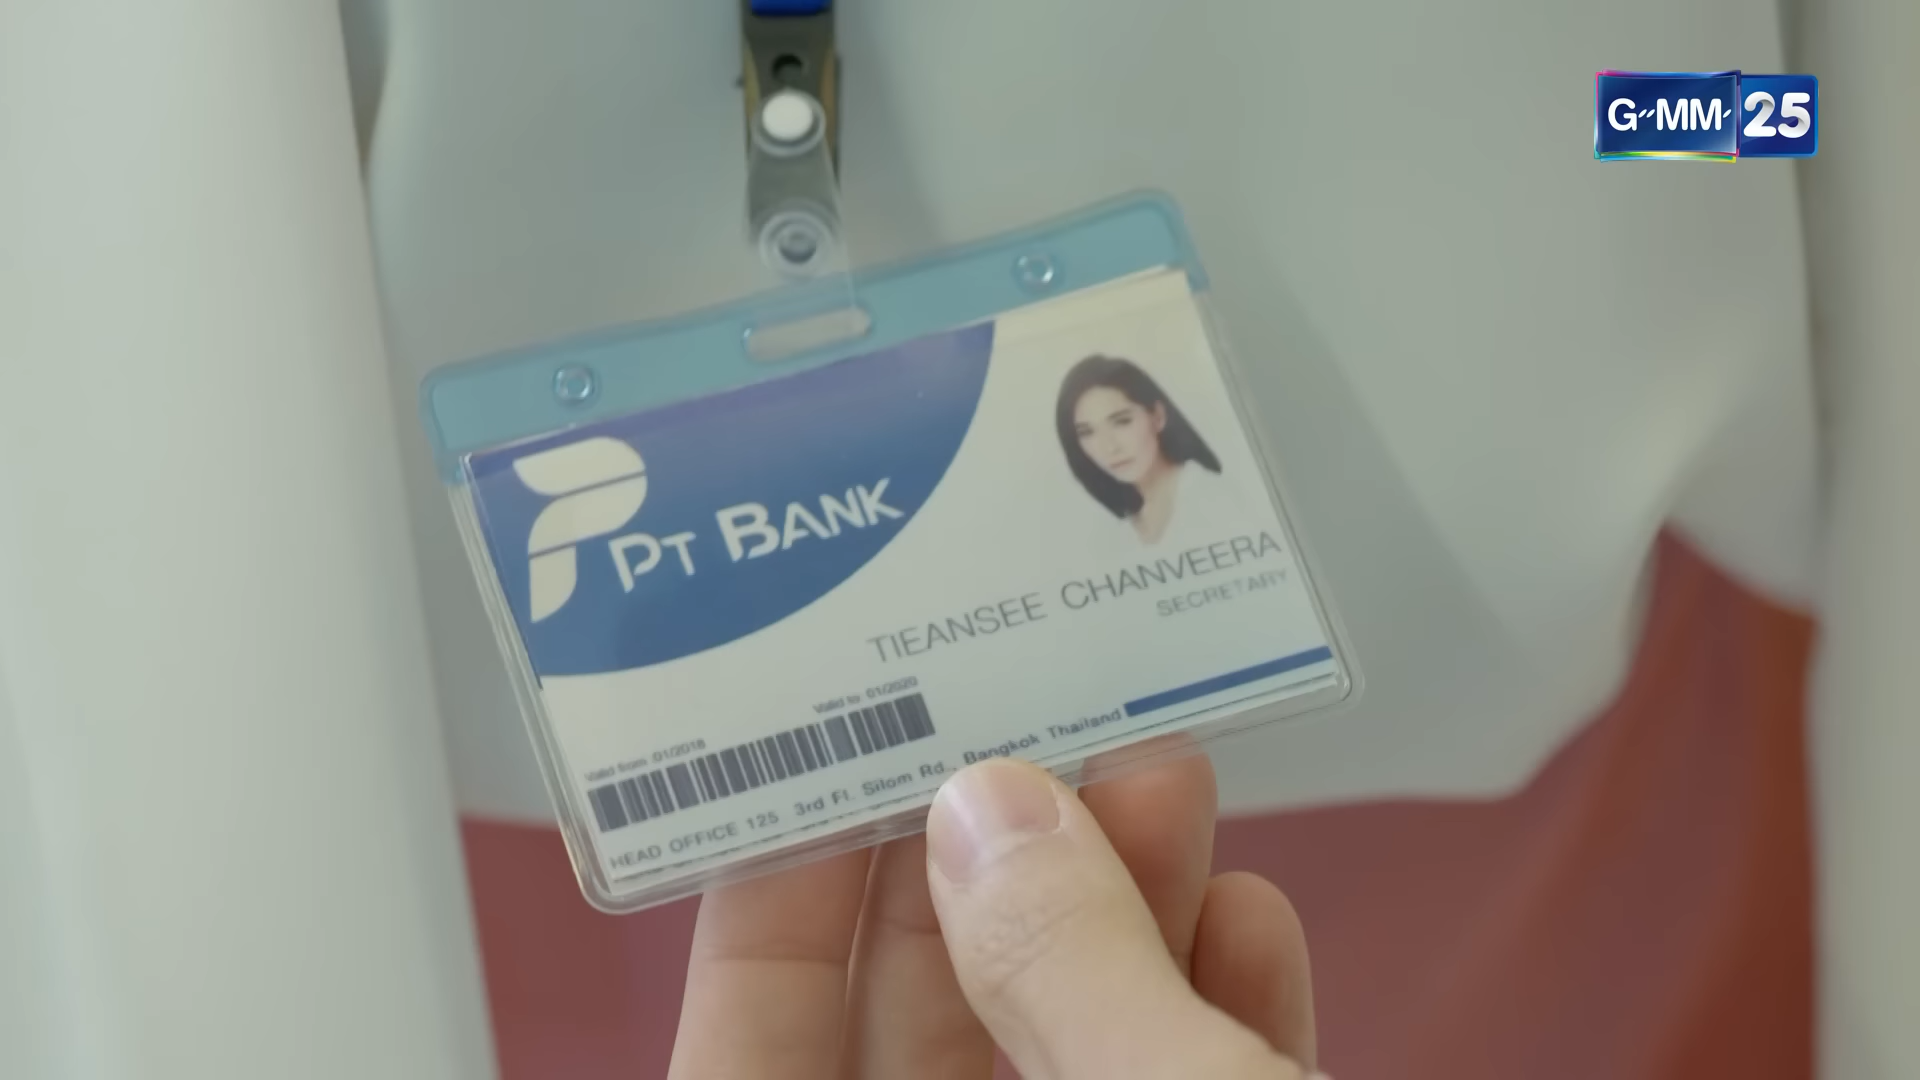 GMM 25
PT BANK
TIEANSEE CHANVEERA
SECRETARY
Valid from :01/2018
Valid to: 01/2020
HEAD OFFICE 125 3rd Fl. Silom Rd., Bangkok Thailand